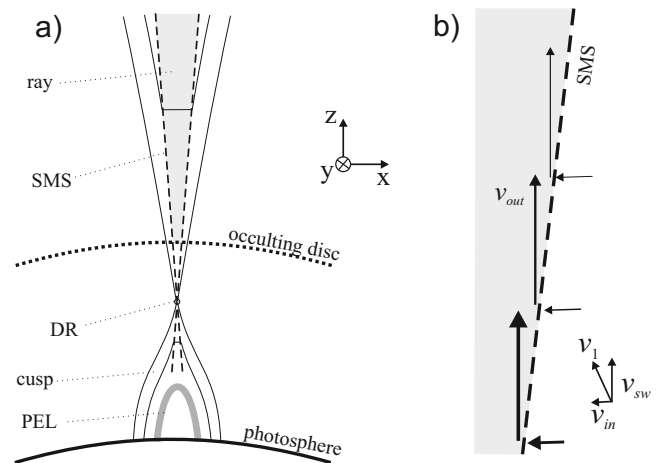 a)
ray
SMS
z
y
x
occulting disc
DR
cusp
PEL
photosphere
b)
SMS
v_out
v_1
v_sw
v_in